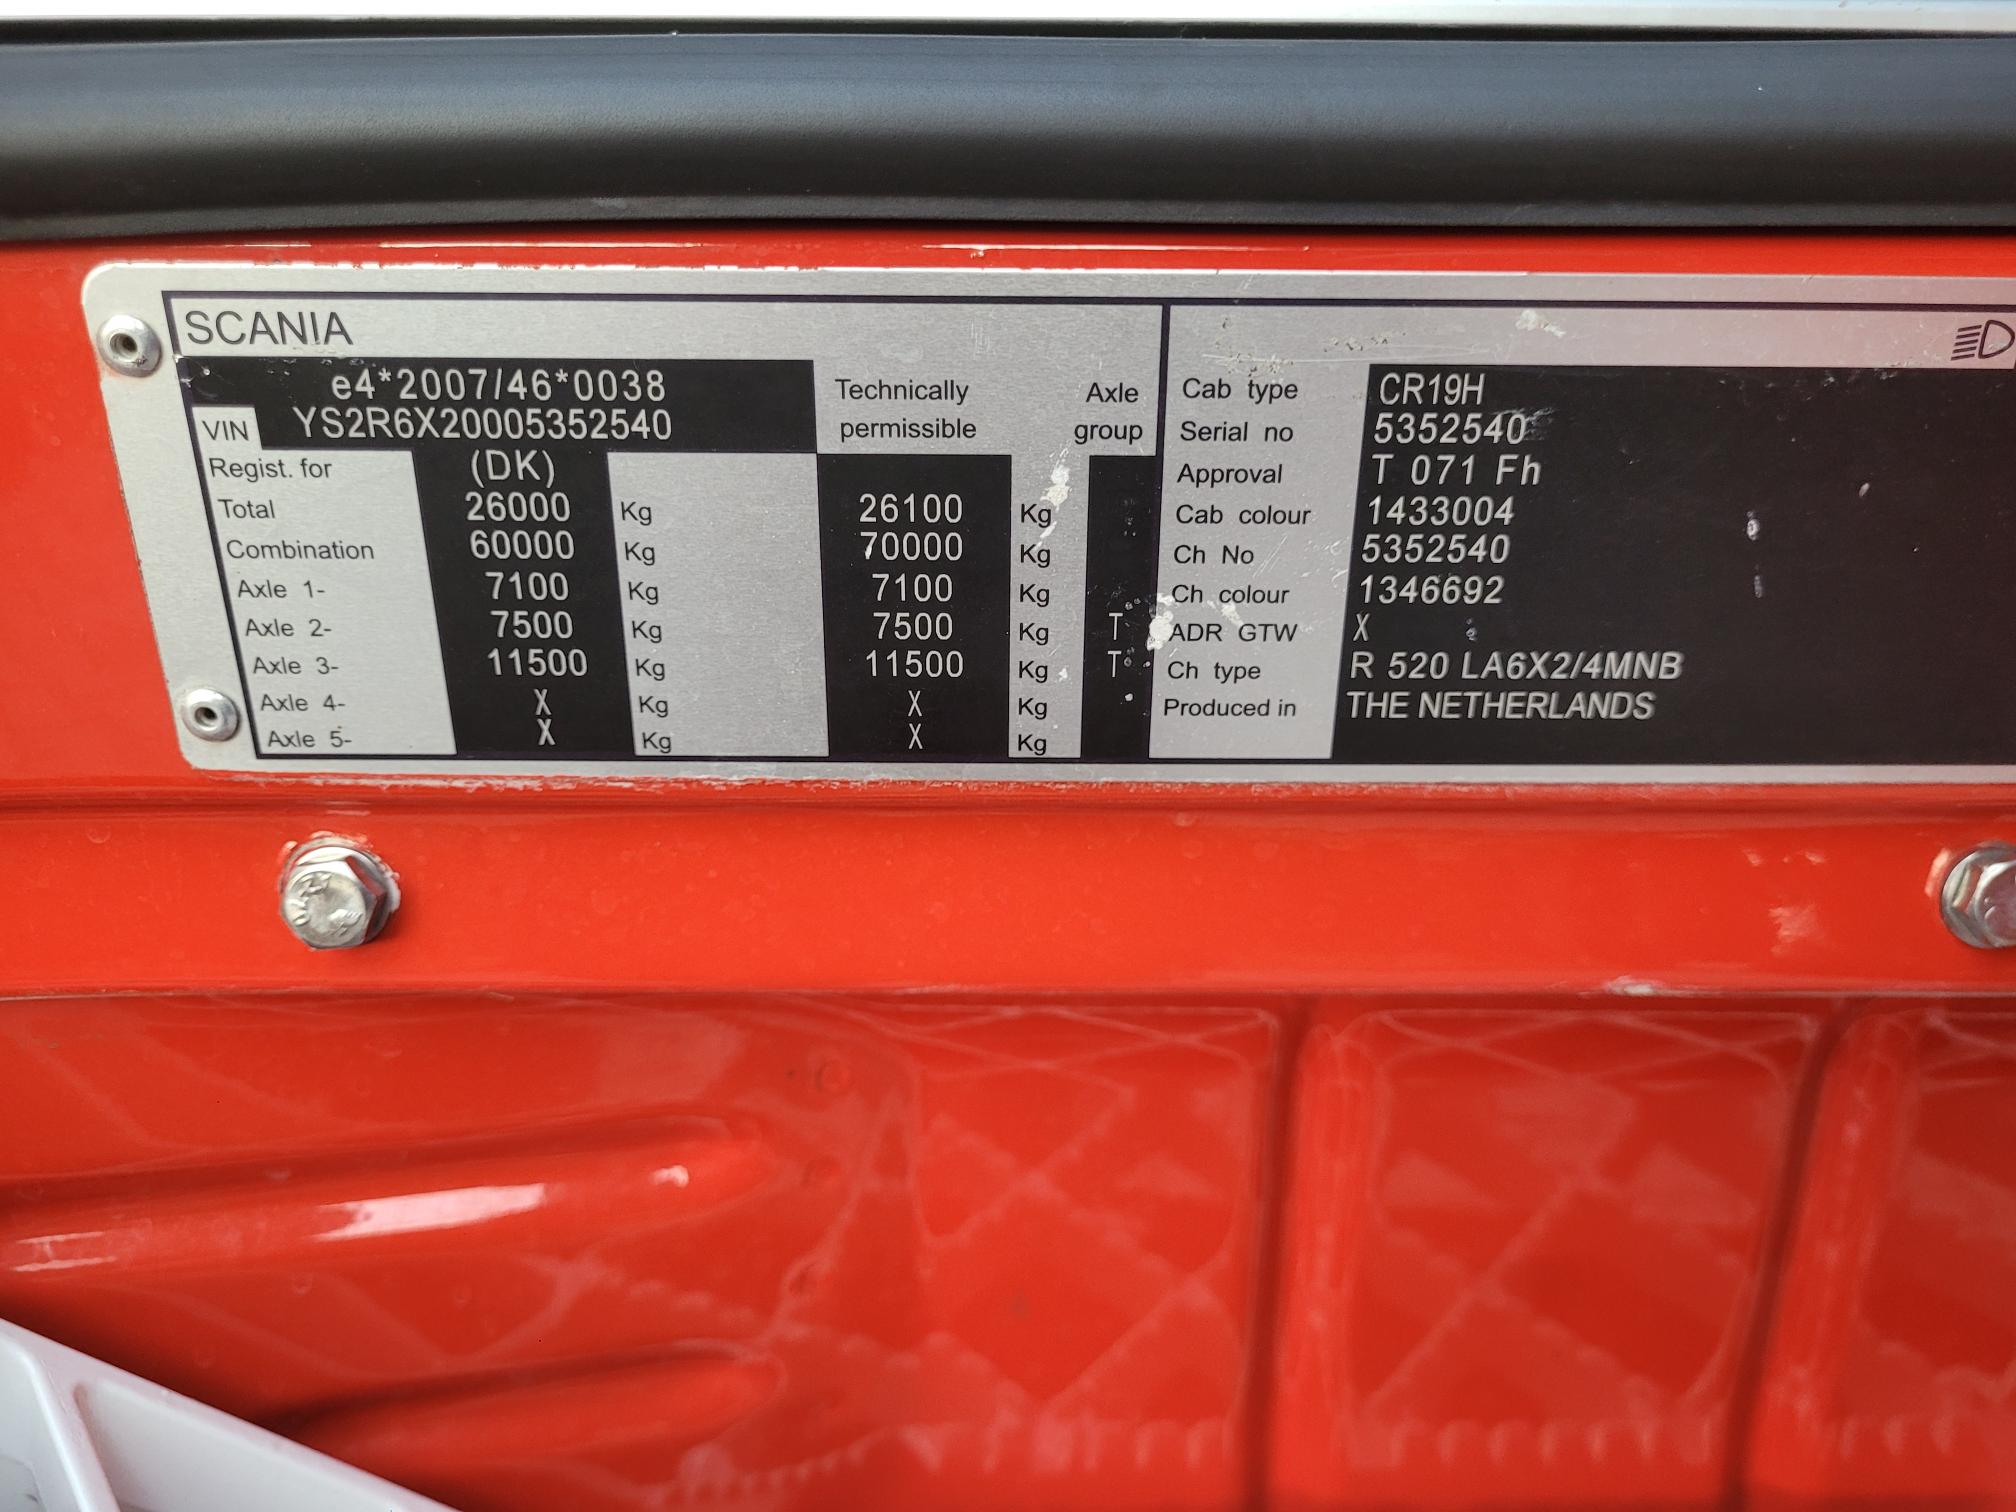 SCANIA
e4*2007/46*0038
VIN YS2R6X20005352540
Technically permissible
Axle group
Regist. for (DK)
Total 26000 Kg 26100 Kg
Combination 60000 Kg 70000 Kg
Axle 1- 7100 Kg 7100 Kg
Axle 2- 7500 Kg 7500 Kg T
Axle 3- 11500 Kg 11500 Kg T
Axle 4- X Kg X Kg
Axle 5- X Kg X Kg
Cab type CR19H
Serial no 5352540
Approval T 071 Fh
Cab colour 1433004
Ch No 5352540
Ch colour 1346692
ADR GTW X
Ch type R 520 LA6X2/4MNB
Produced in THE NETHERLANDS